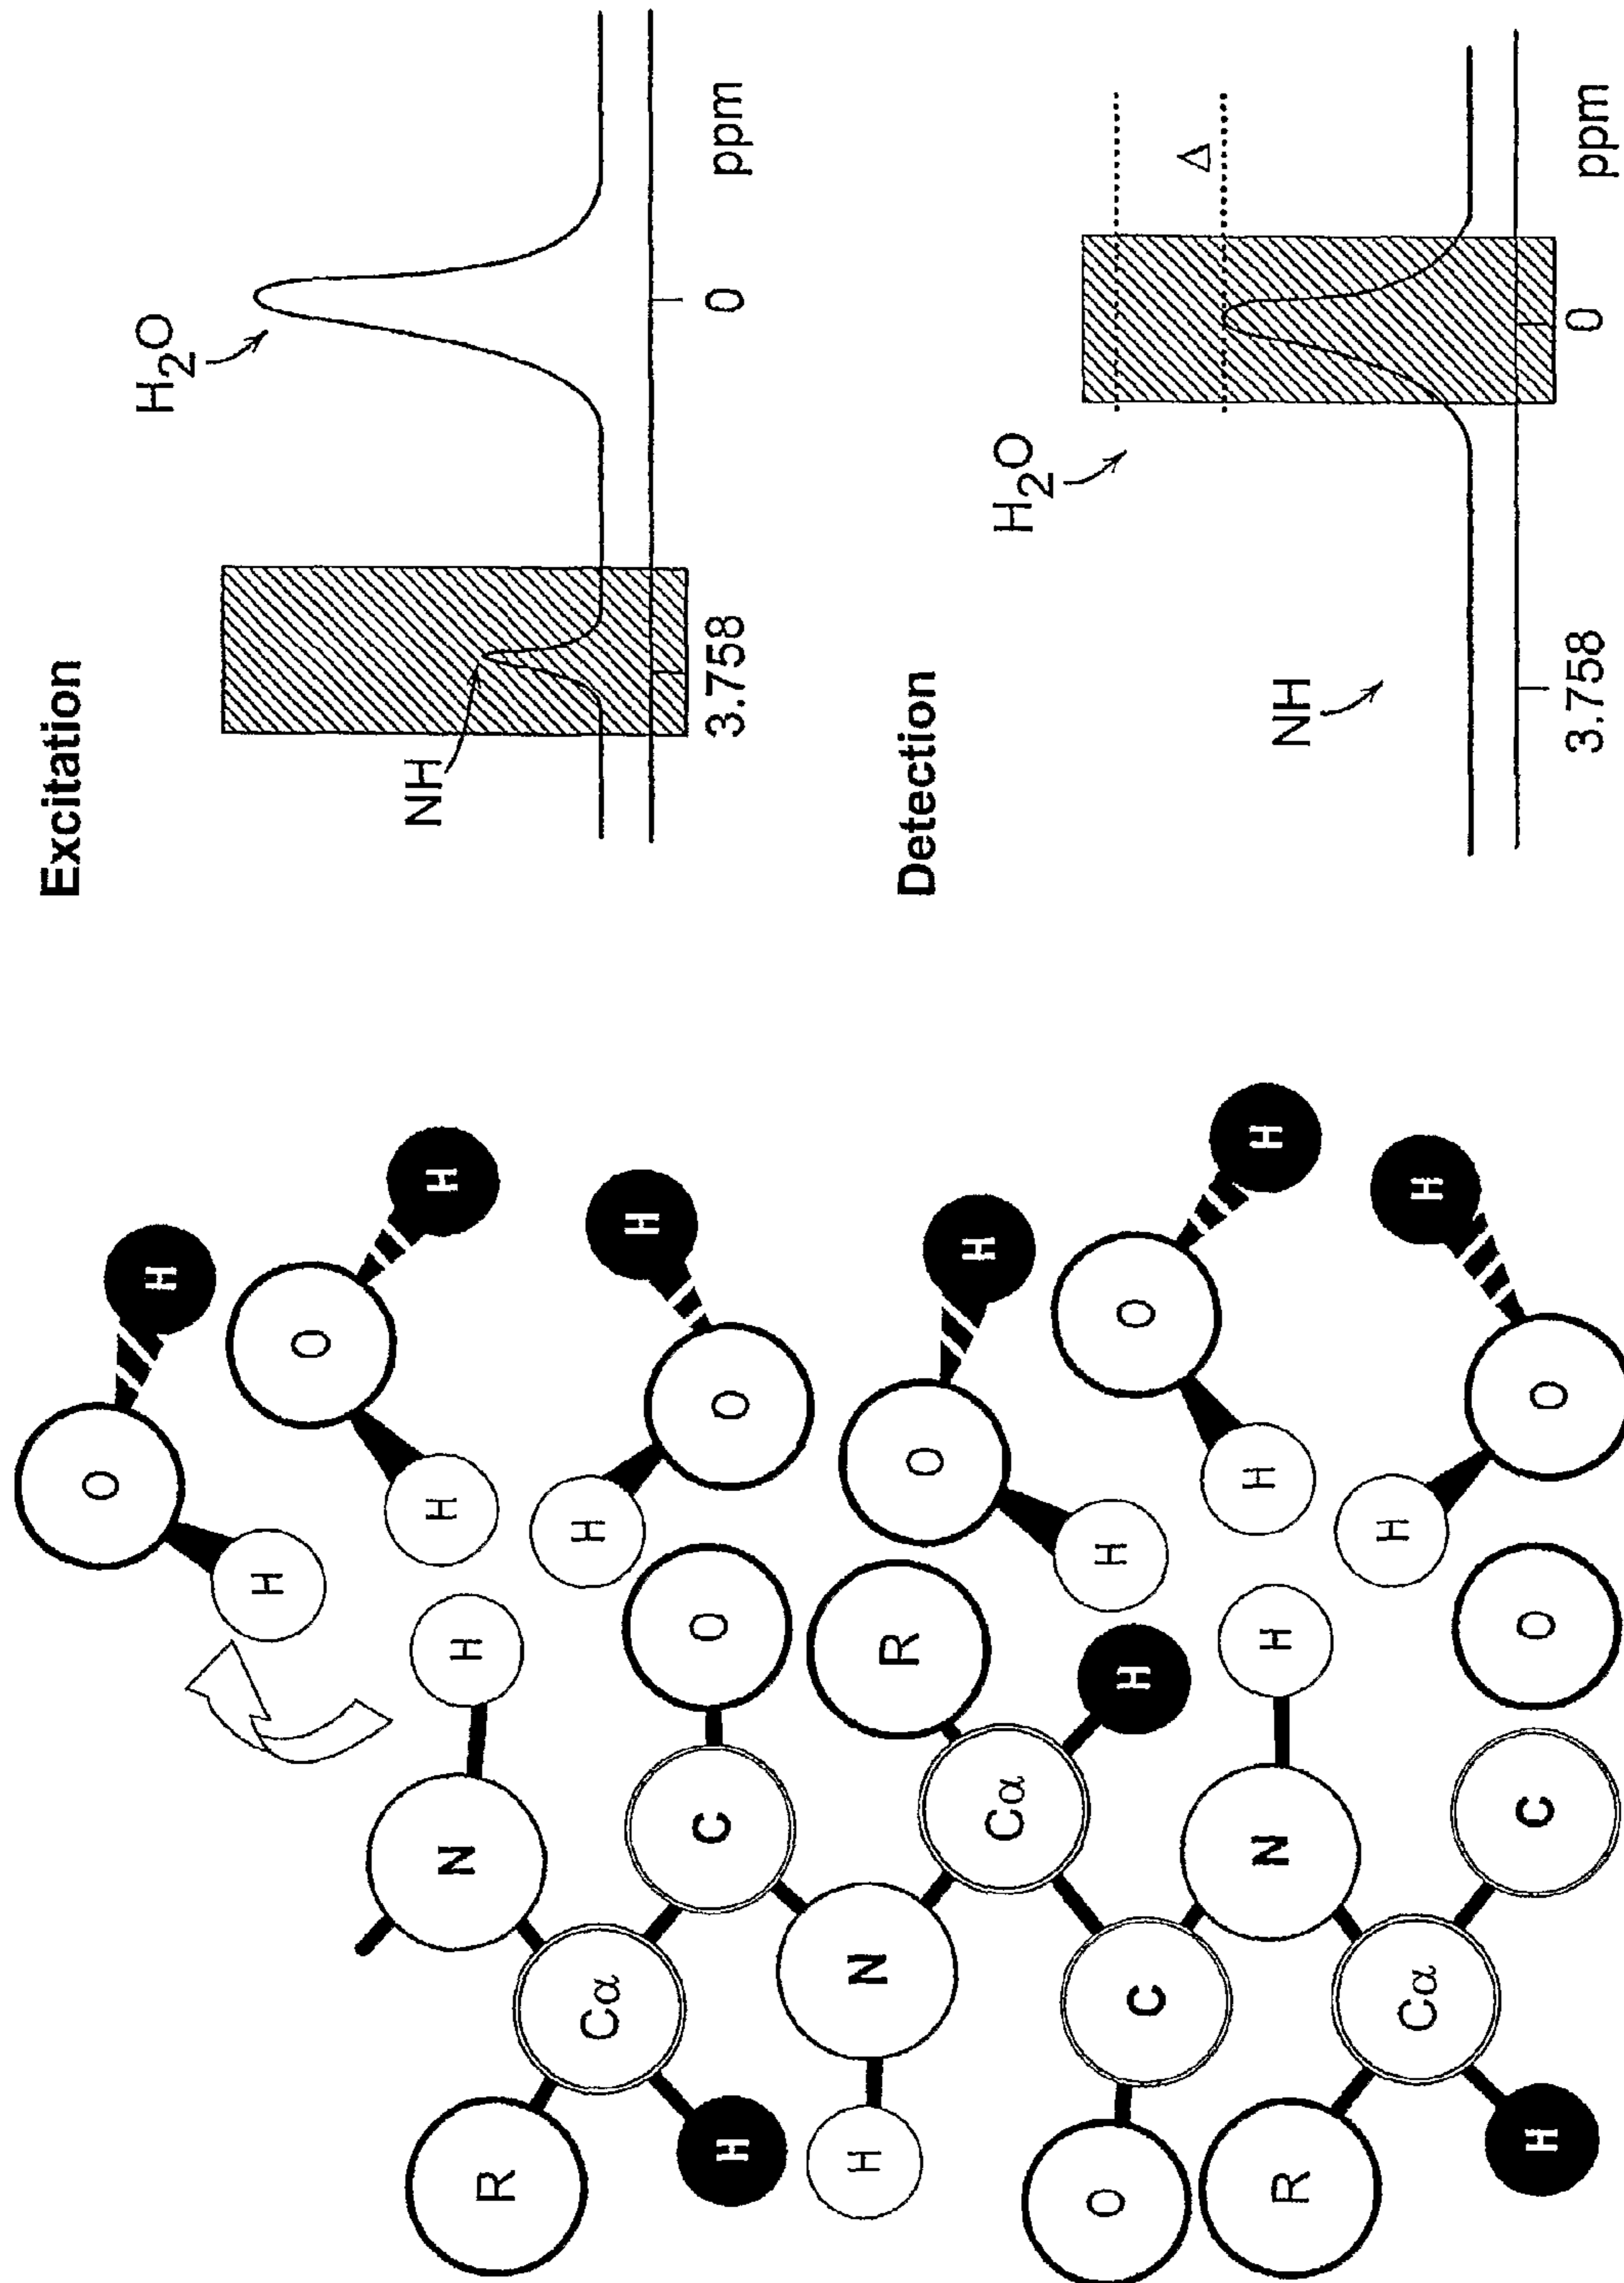 O H
H O
R N H H H
Cα H H
H C O O
H N R O H
Cα
O C H H O
R N H H H
Cα H H
H C O O
Excitation
H2O
NH
3.758 0 ppm
Detection
H2O
Δ
NH
3.758 0 ppm